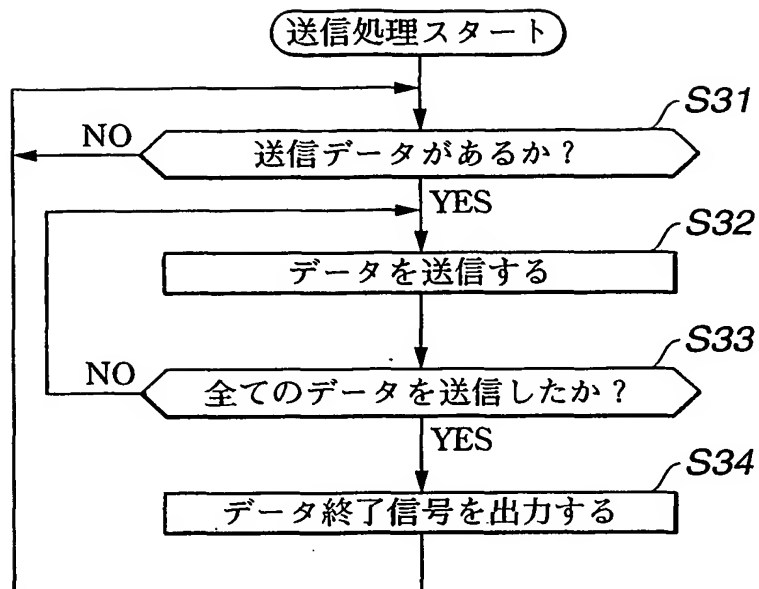 送信処理スタート
S31
NO
送信データがあるか？
YES
S32
データを送信する
S33
NO
全てのデータを送信したか？
YES
S34
データ終了信号を出力する